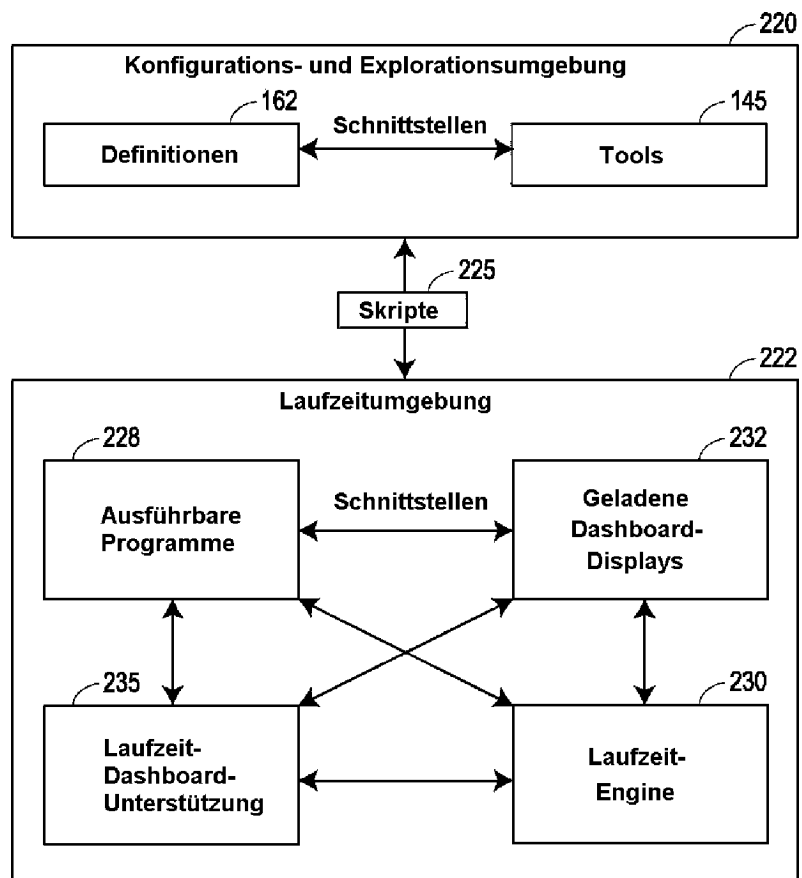 220
Konfigurations- und Explorationsumgebung
162
Schnittstellen
145
Definitionen
Tools
225
Skripte
222
Laufzeitumgebung
228
232
Ausführbare
Programme
Schnittstellen
Geladene
Dashboard-
Displays
235
230
Laufzeit-
Dashboard-
Unterstützung
Laufzeit-
Engine